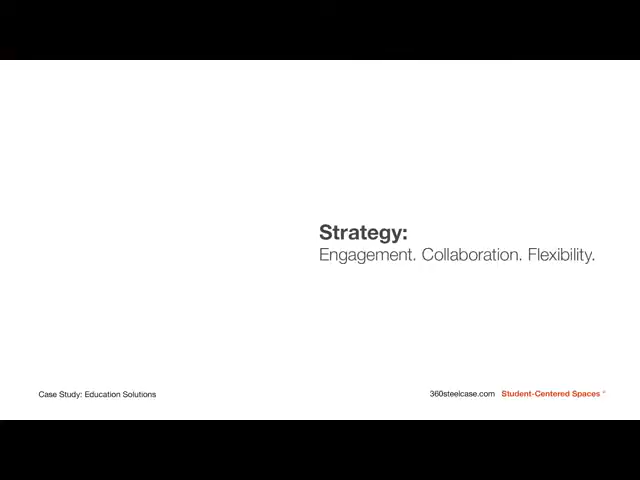 Strategy:
Engagement. Collaboration. Flexibility.
Case Study: Education Solutions
360steelcase.com Student-Centered Spaces